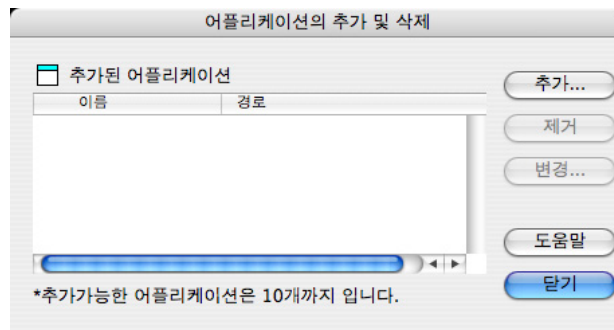 어플리케이션의 추가 및 삭제
추가된 어플리케이션
이름 경로
추가...
제거
변경...
도움말
닫기
*추가가능한 어플리케이션은 10개까지 입니다.